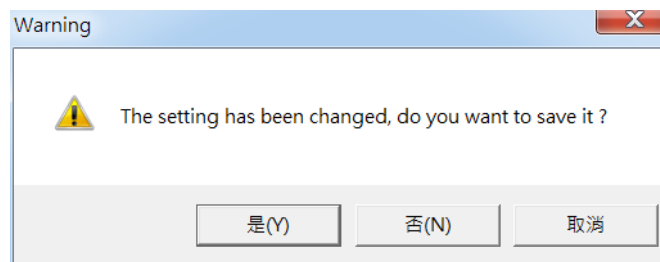 Warning
The setting has been changed, do you want to save it ?
是(Y) 否(N) 取消